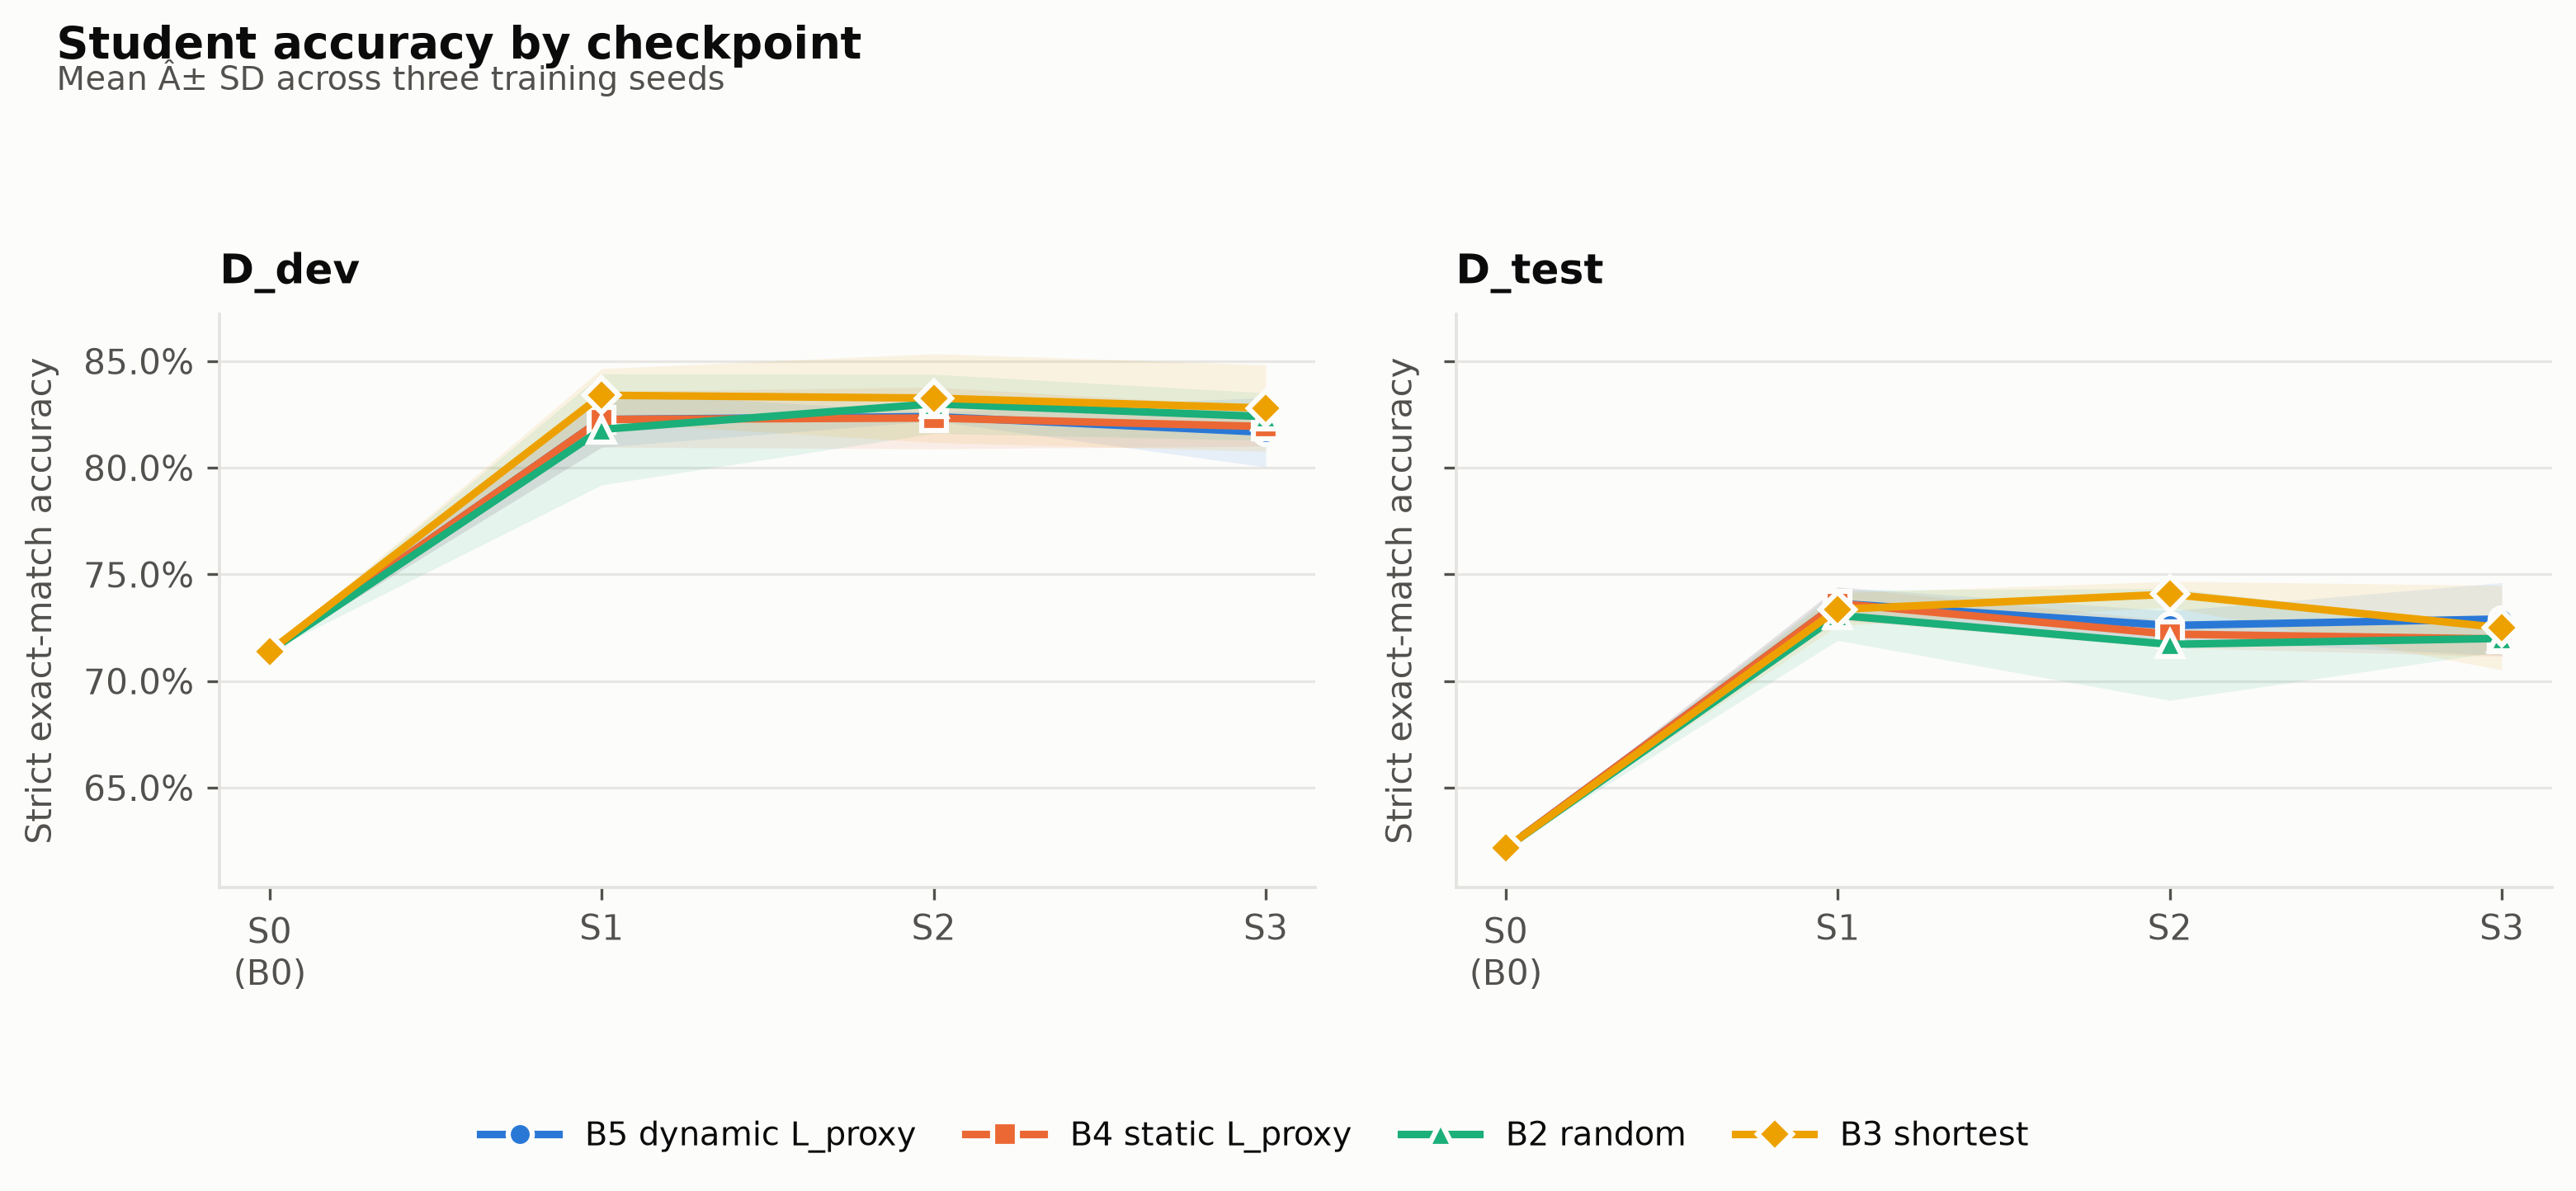 Student accuracy by checkpoint
Mean Â± SD across three training seeds
D_dev
Strict exact-match accuracy
85.0%
80.0%
75.0%
70.0%
65.0%
S0
(B0)
S1
S2
S3
D_test
Strict exact-match accuracy
S0
(B0)
S1
S2
S3
B5 dynamic L_proxy
B4 static L_proxy
B2 random
B3 shortest